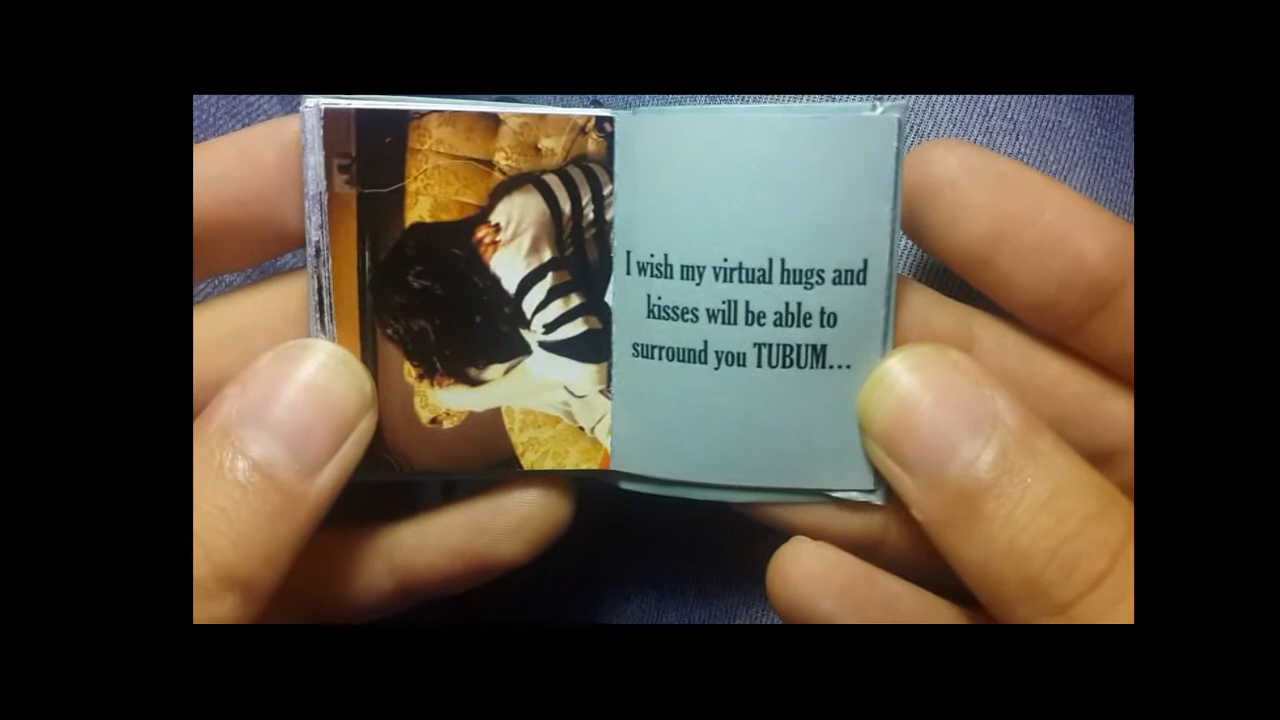 I wish my virtual hugs and
kisses will be able to
surround you TUBUM...